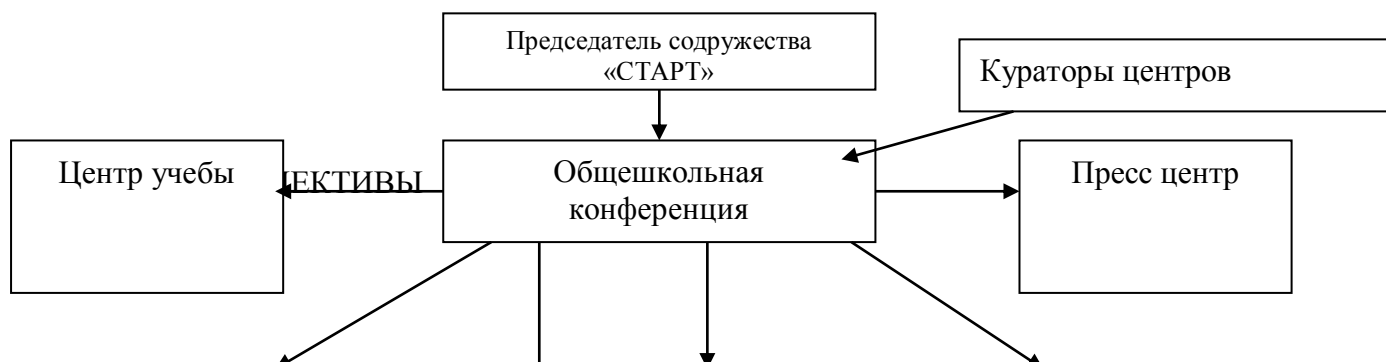 Председатель содружества
«СТАРТ»
Кураторы центров
Центр учебы
Общешкольная
конференция
Пресс центр